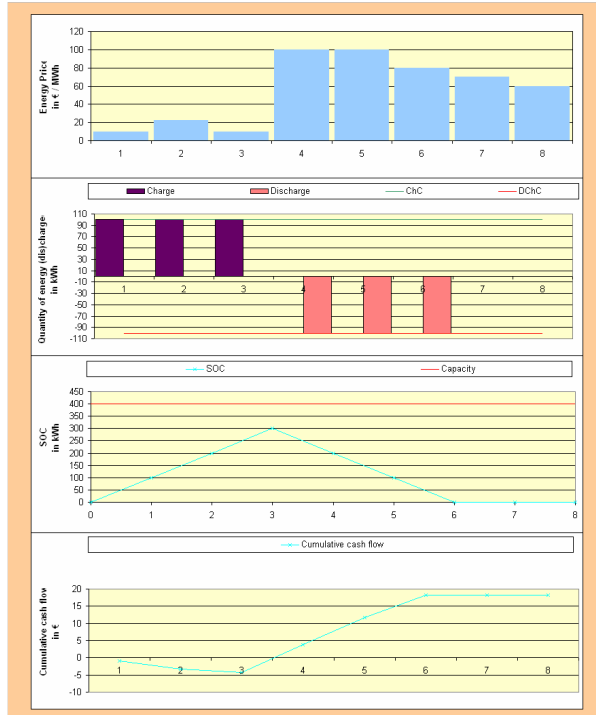 Energy Price
in € / MWh
120
100
80
60
40
20
0
1 2 3 4 5 6 7 8
Charge Discharge ChC DChC
Quantity of energy (dis)charge
in kWh
110
90
70
50
30
10
-10
-30
-50
-70
-90
-110
1 2 3 4 5 6 7 8
SOC Capacity
SOC
in kWh
450
400
350
300
250
200
150
100
50
0
0 1 2 3 4 5 6 7 8
Cumulative cash flow
Cumulative cash flow
in €
20
15
10
5
0
-5
-10
1 2 3 4 5 6 7 8